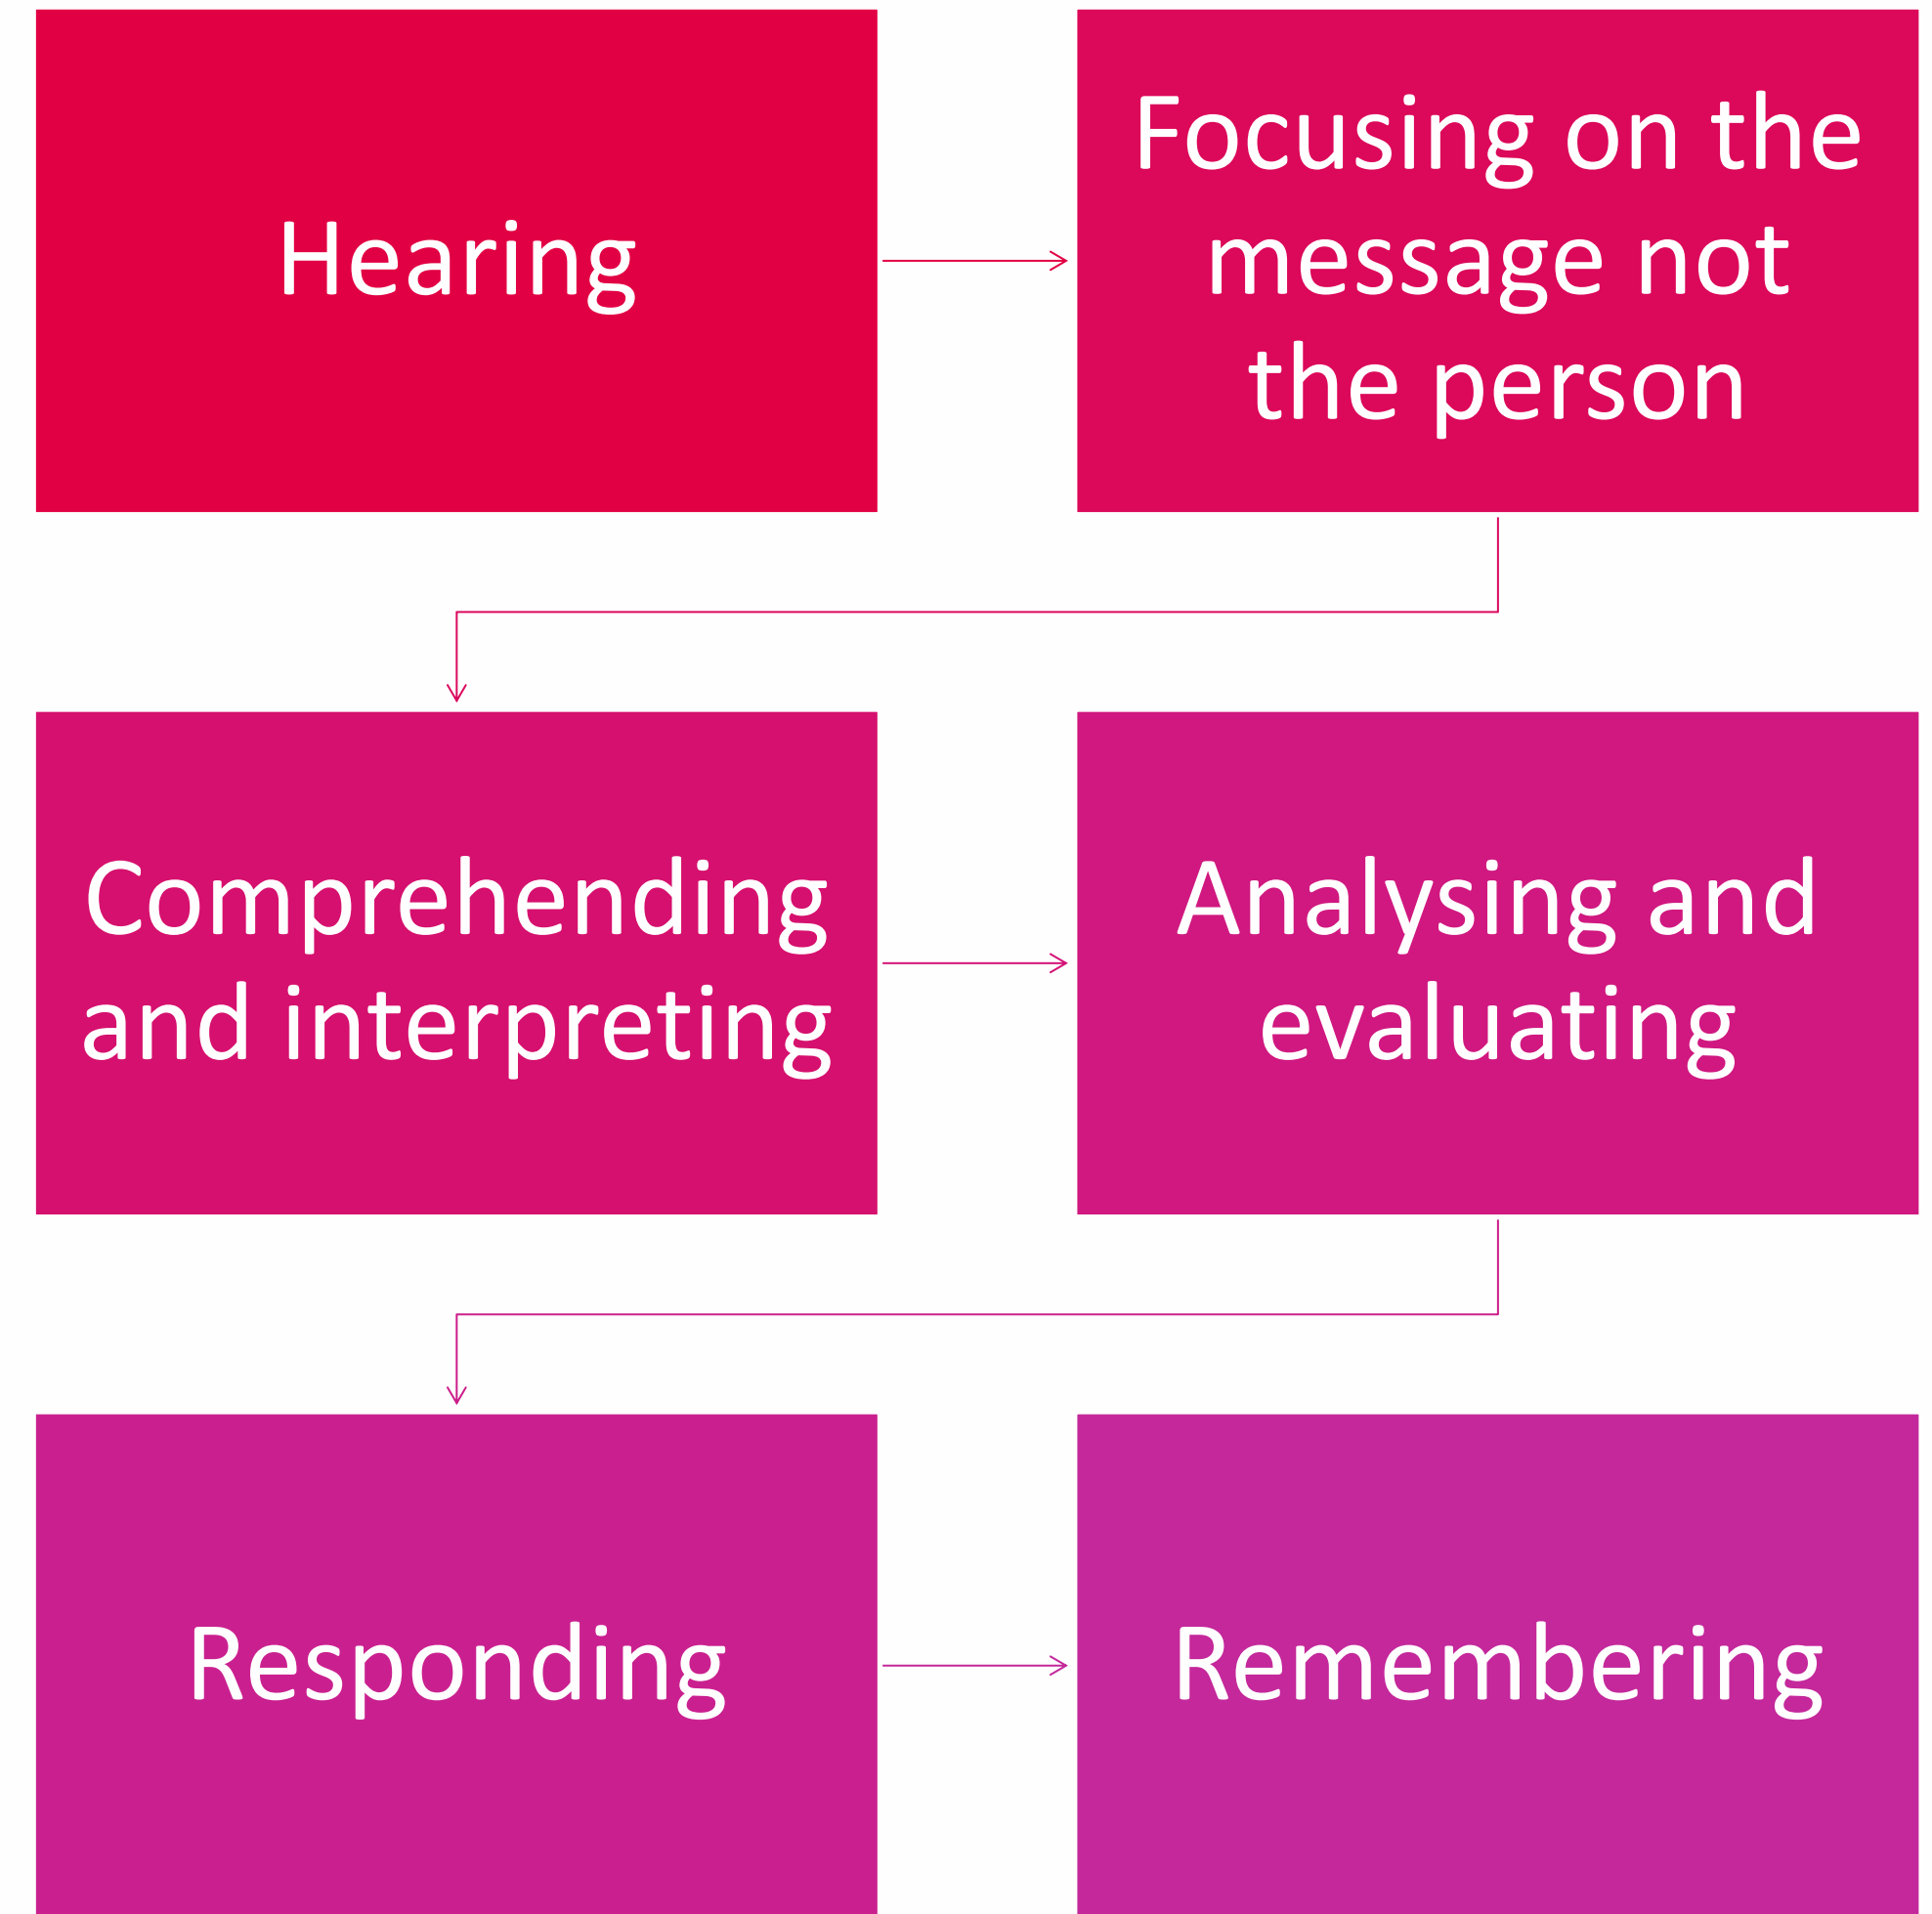 Hearing
Focusing on the
message not
the person
Comprehending
and interpreting
Analysing and
evaluating
Responding
Remembering